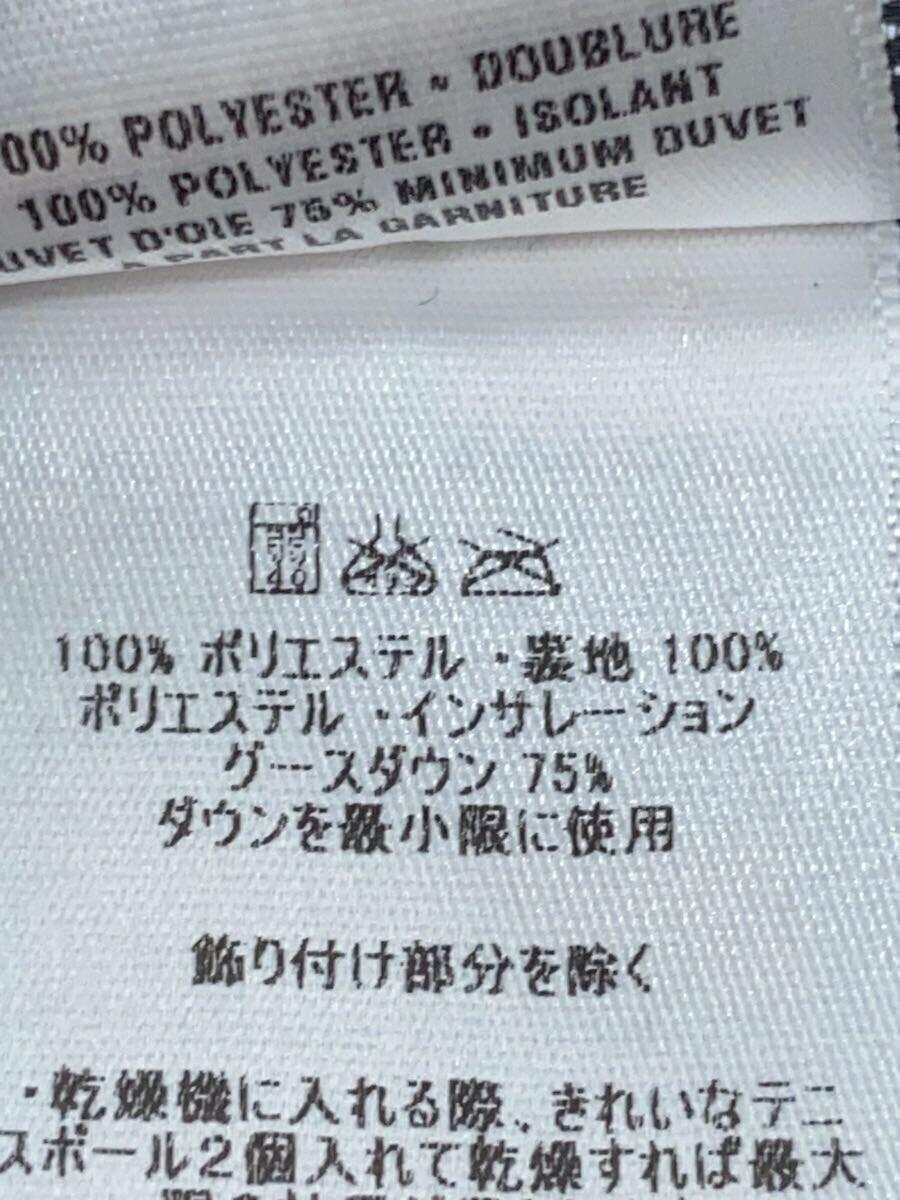 00% POLYESTER • DOUBLURE
100% POLYESTER • ISOLANT
UVET D'OIE 75% MINIMUM DUVET
A PART LA GARNITURE
弱
40
100% ポリエステル ・裏地 100%
ポリエステル ・インサレーション
グースダウン 75%
ダウンを最小限に使用
飾り付け部分を除く
・乾燥機に入れる際、きれいなテニ
スボール2個入れて乾燥すれば最大